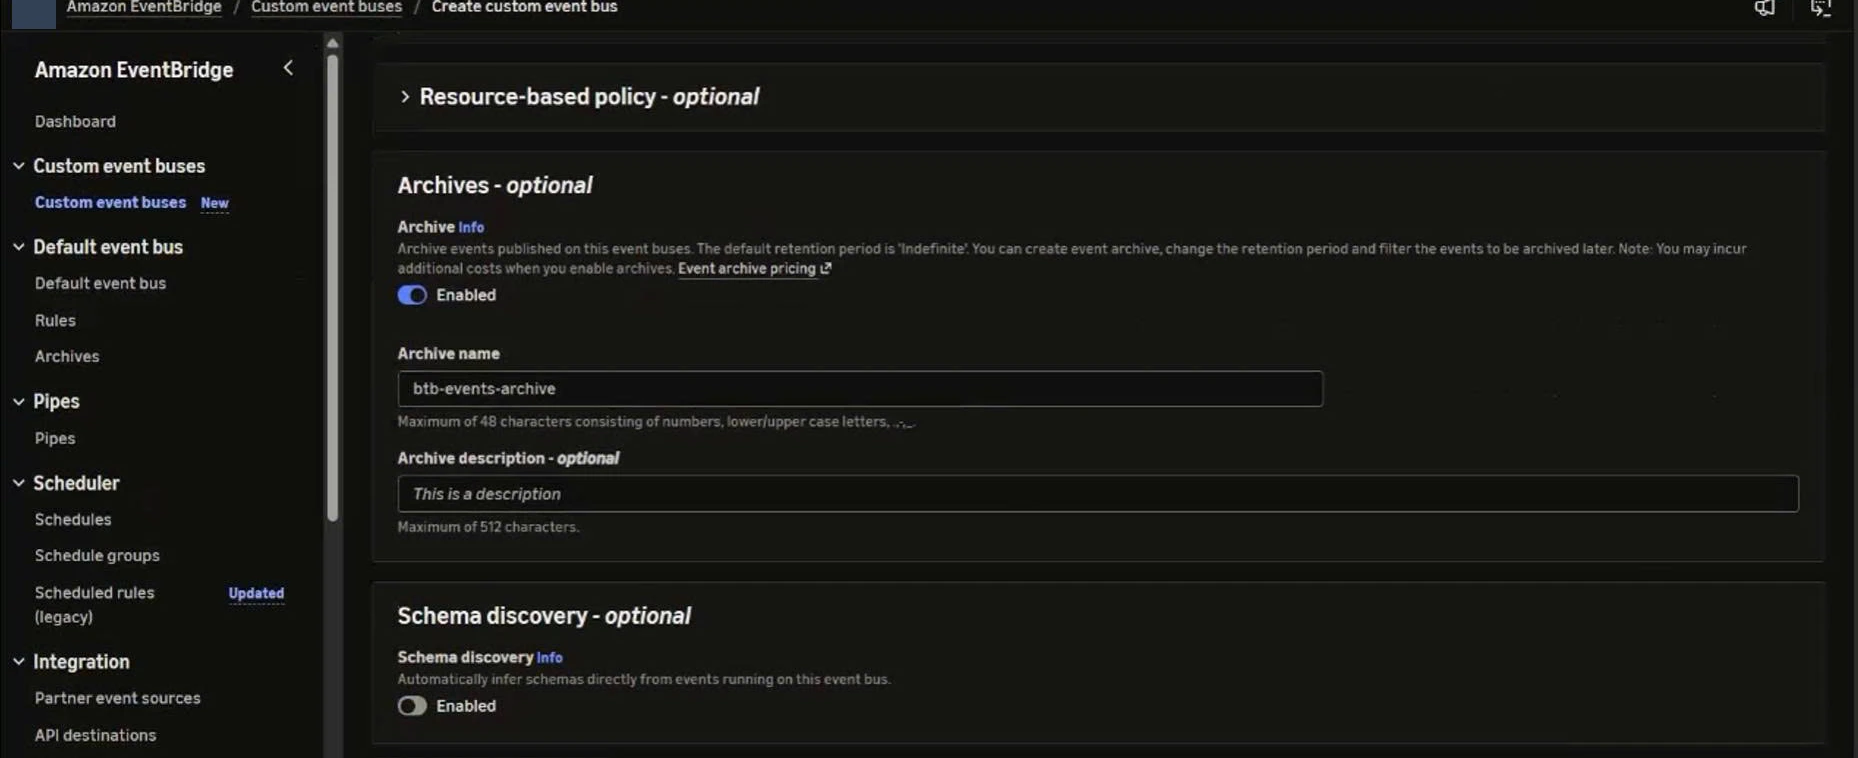 Amazon EventBridge / Custom event buses / Create custom event bus
Amazon EventBridge
Dashboard
Custom event buses
Custom event buses New
Default event bus
Default event bus
Rules
Archives
Pipes
Pipes
Scheduler
Schedules
Schedule groups
Scheduled rules Updated
(legacy)
Integration
Partner event sources
API destinations
Resource-based policy - optional
Archives - optional
Archive Info
Archive events published on this event buses. The default retention period is 'Indefinite'. You can create event archive, change the retention period and filter the events to be archived later. Note: You may incur
additional costs when you enable archives. Event archive pricing
Enabled
Archive name
btb-events-archive
Maximum of 48 characters consisting of numbers, lower/upper case letters, .,-,_.
Archive description - optional
This is a description
Maximum of 512 characters.
Schema discovery - optional
Schema discovery Info
Automatically infer schemas directly from events running on this event bus.
Enabled